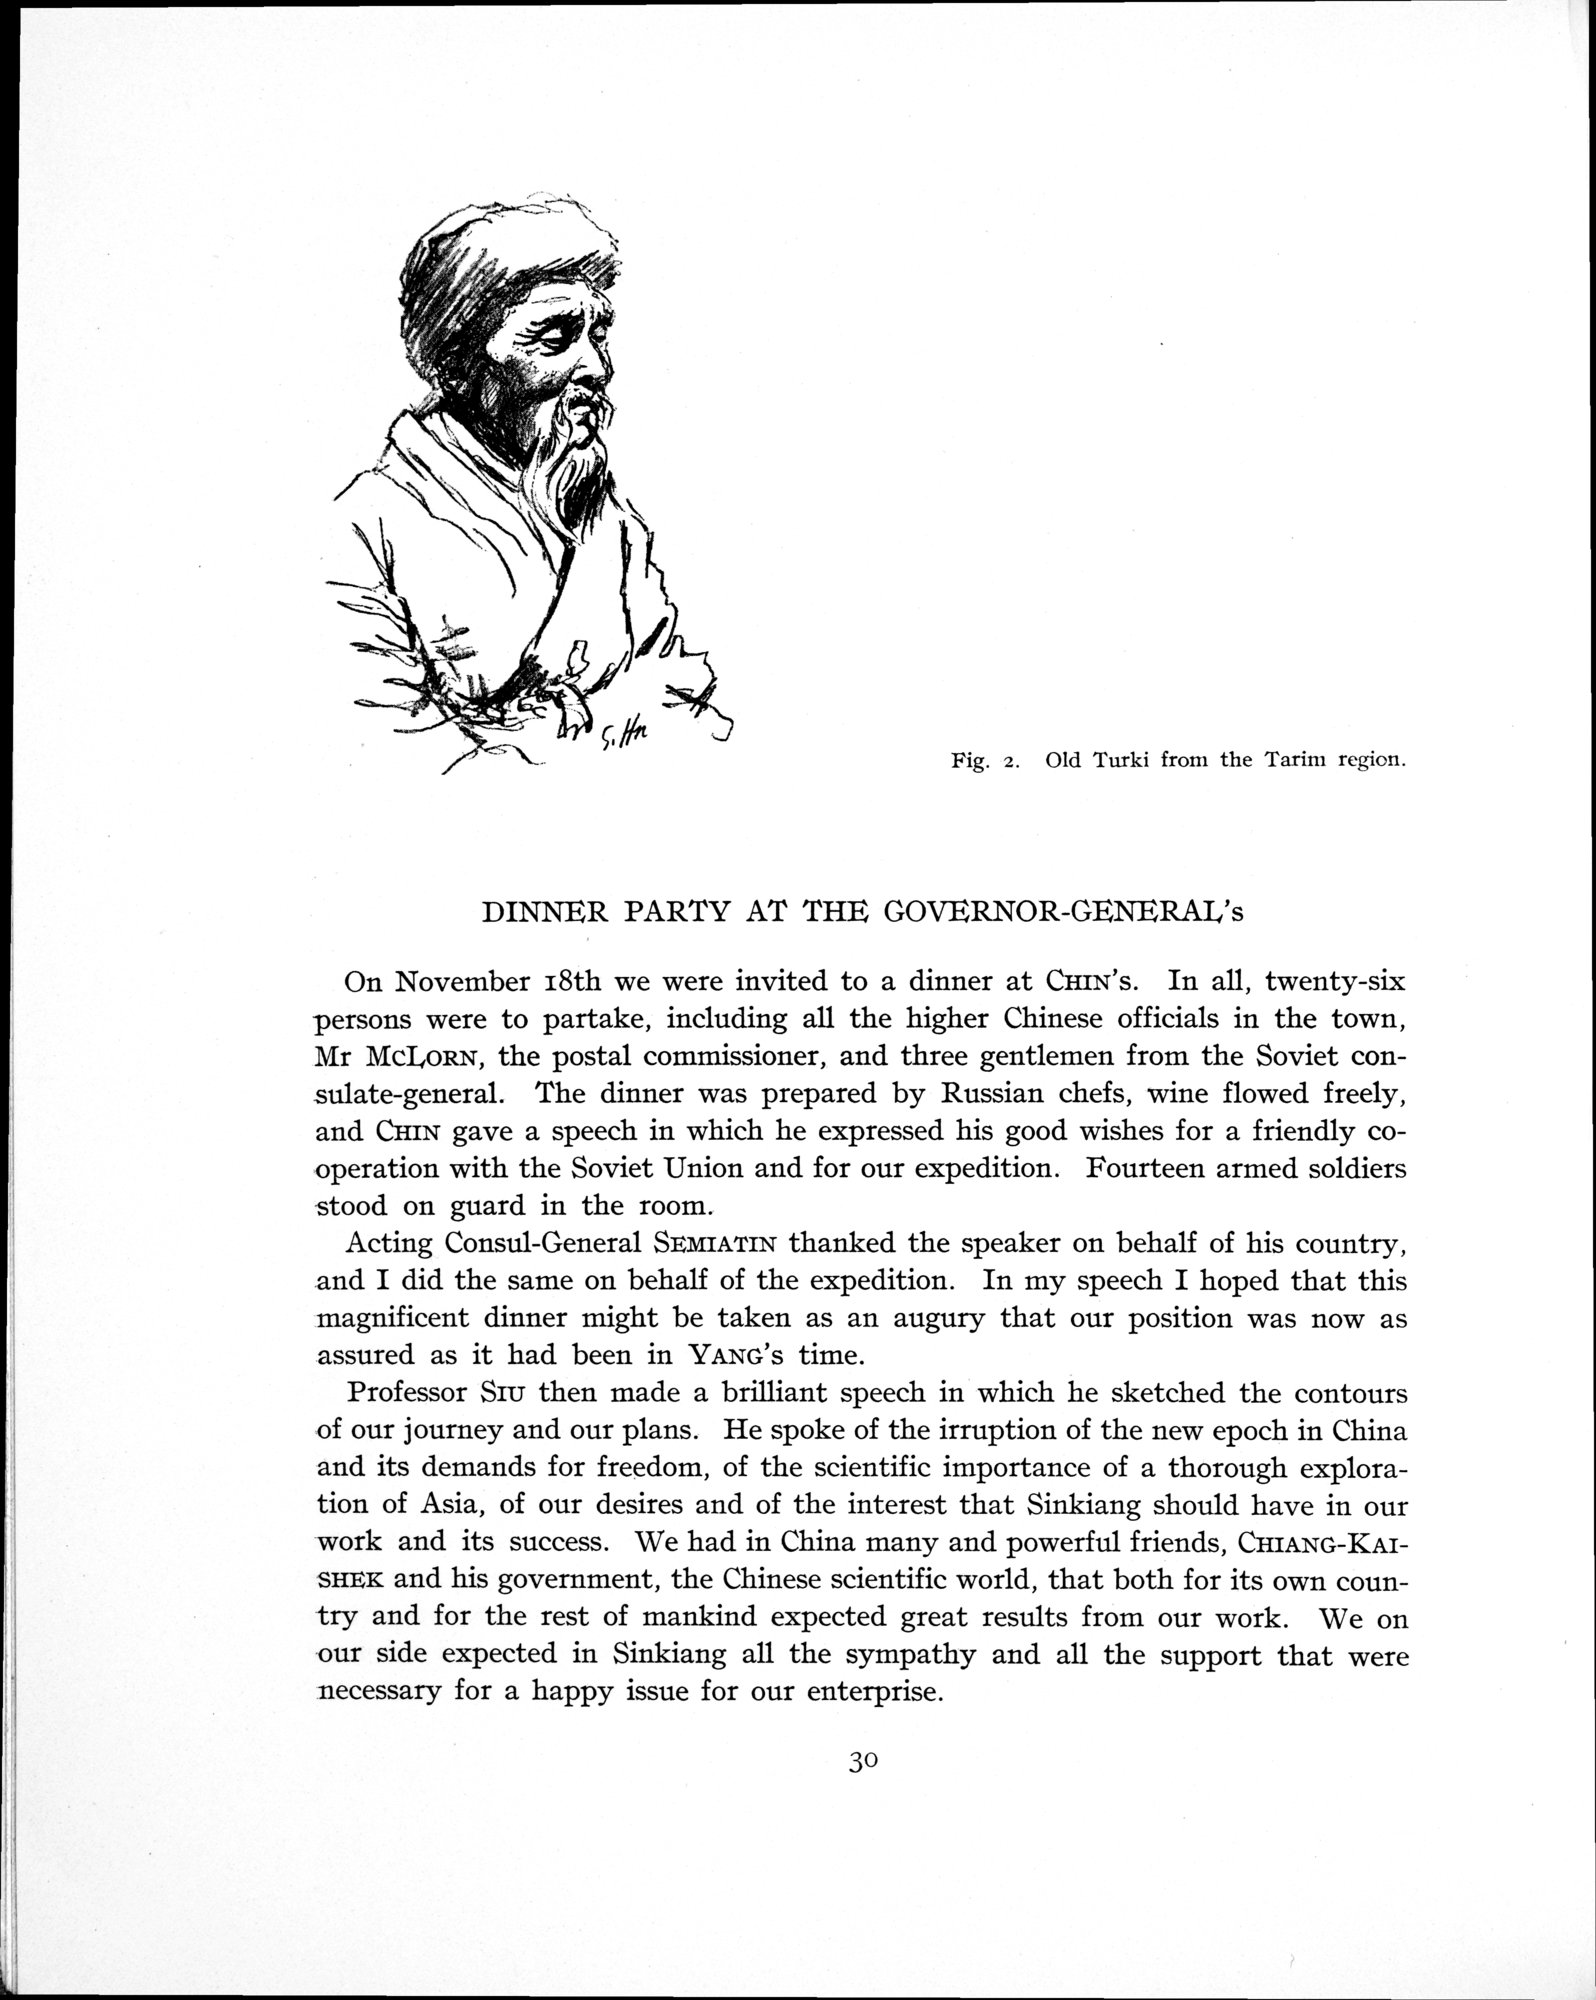 S. Hn
Fig. 2. Old Turki from the Tarim region.
DINNER PARTY AT THE GOVERNOR-GENERAL's
On November 18th we were invited to a dinner at CHIN's. In all, twenty-six
persons were to partake, including all the higher Chinese officials in the town,
Mr McLORN, the postal commissioner, and three gentlemen from the Soviet con-
sulate-general. The dinner was prepared by Russian chefs, wine flowed freely,
and CHIN gave a speech in which he expressed his good wishes for a friendly co-
operation with the Soviet Union and for our expedition. Fourteen armed soldiers
stood on guard in the room.
Acting Consul-General SEMIATIN thanked the speaker on behalf of his country,
and I did the same on behalf of the expedition. In my speech I hoped that this
magnificent dinner might be taken as an augury that our position was now as
assured as it had been in YANG's time.
Professor SIU then made a brilliant speech in which he sketched the contours
of our journey and our plans. He spoke of the irruption of the new epoch in China
and its demands for freedom, of the scientific importance of a thorough explora-
tion of Asia, of our desires and of the interest that Sinkiang should have in our
work and its success. We had in China many and powerful friends, CHIANG-KAI-
SHEK and his government, the Chinese scientific world, that both for its own coun-
try and for the rest of mankind expected great results from our work. We on
our side expected in Sinkiang all the sympathy and all the support that were
necessary for a happy issue for our enterprise.
30